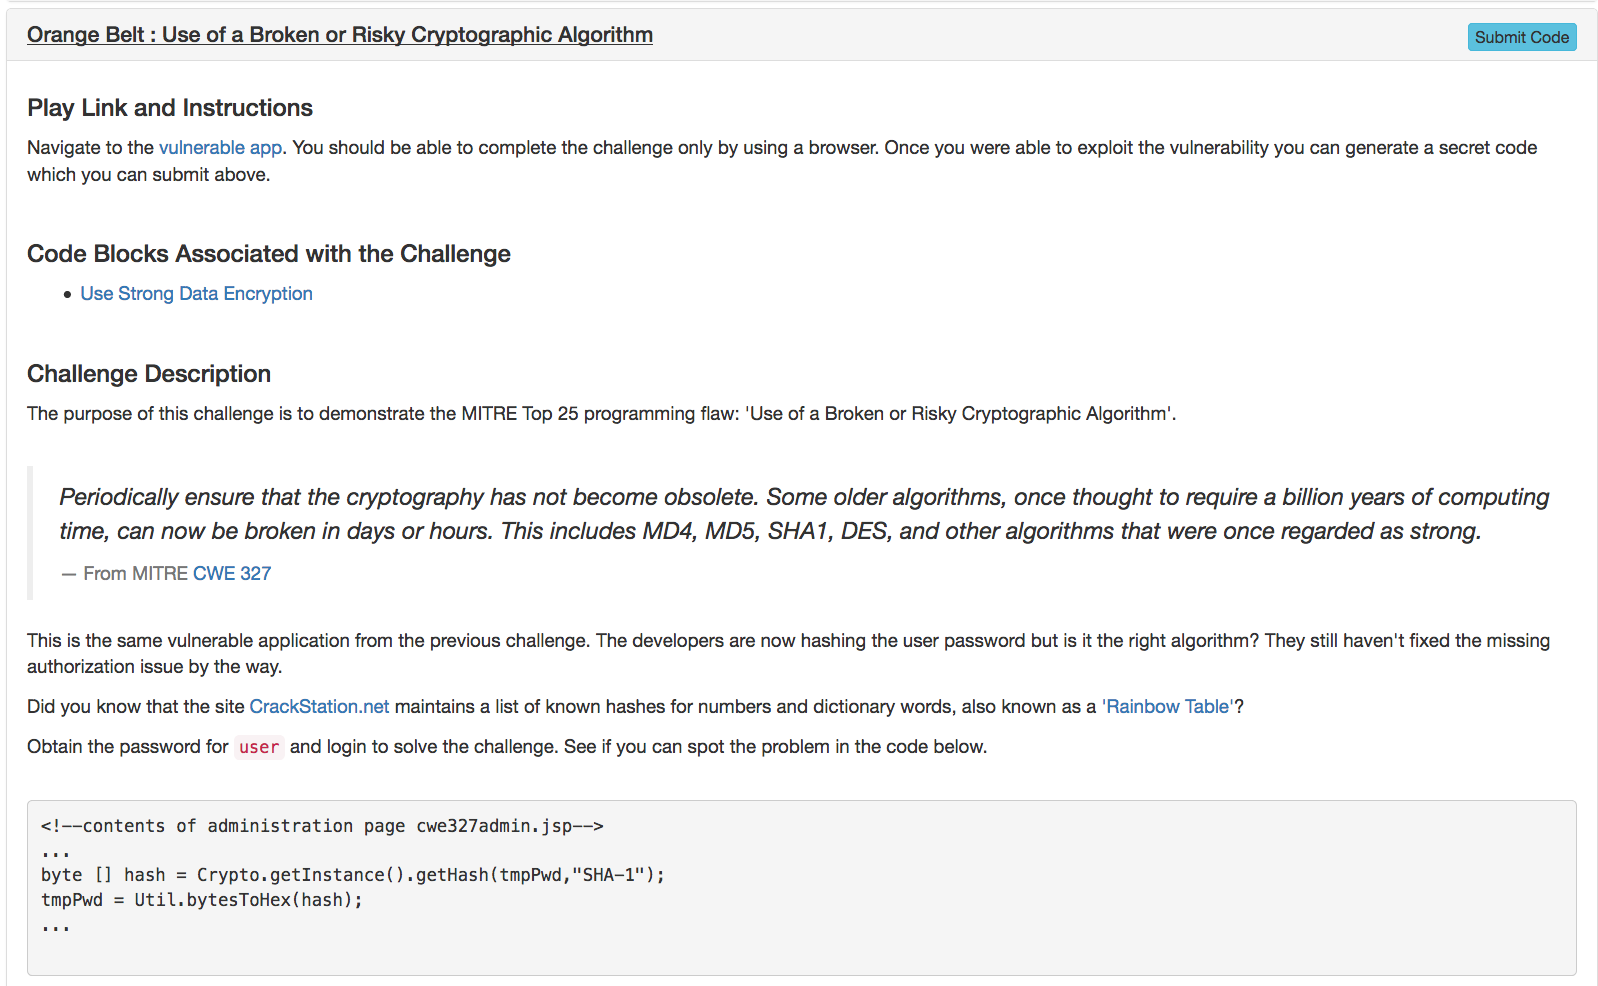 Orange Belt : Use of a Broken or Risky Cryptographic Algorithm
Submit Code
Play Link and Instructions
Navigate to the vulnerable app. You should be able to complete the challenge only by using a browser. Once you were able to exploit the vulnerability you can generate a secret code
which you can submit above.
Code Blocks Associated with the Challenge
• Use Strong Data Encryption
Challenge Description
The purpose of this challenge is to demonstrate the MITRE Top 25 programming flaw: 'Use of a Broken or Risky Cryptographic Algorithm'.
Periodically ensure that the cryptography has not become obsolete. Some older algorithms, once thought to require a billion years of computing
time, can now be broken in days or hours. This includes MD4, MD5, SHA1, DES, and other algorithms that were once regarded as strong.
— From MITRE CWE 327
This is the same vulnerable application from the previous challenge. The developers are now hashing the user password but is it the right algorithm? They still haven't fixed the missing
authorization issue by the way.
Did you know that the site CrackStation.net maintains a list of known hashes for numbers and dictionary words, also known as a 'Rainbow Table'?
Obtain the password for user and login to solve the challenge. See if you can spot the problem in the code below.
<!--contents of administration page cwe327admin.jsp-->
...
byte [] hash = Crypto.getInstance().getHash(tmpPwd,"SHA-1");
tmpPwd = Util.bytesToHex(hash);
...